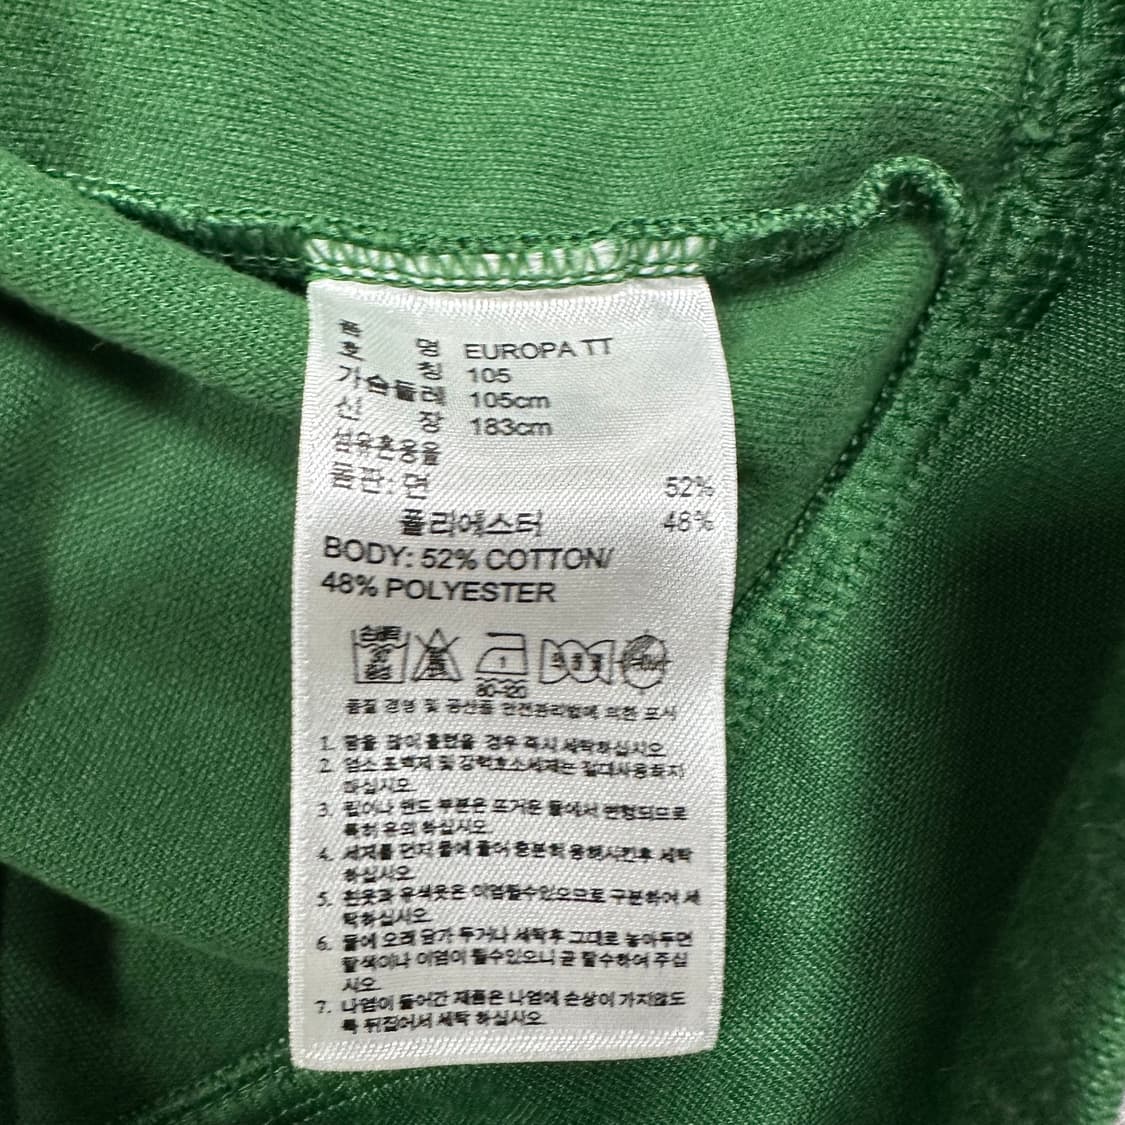 품 명 EUROPA TT
호 칭 105
가슴둘레 105cm
신 장 183cm
섬유혼용율
몸판: 면 52%
폴리에스터 48%
BODY: 52% COTTON/
48% POLYESTER
손세탁
80-120
품질 경영 및 공산품 안전관리법에 의한 표시
1. 땀을 많이 흘렸을 경우 즉시 세탁하십시오
2. 염소 표백제 및 강력효소세제는 절대사용하지
마십시오.
3. 립이나 밴드 부분은 뜨거운 물에서 변형되므로
특히 유의 하십시오.
4. 세제를 먼저 물에 풀어 충분히 용해시킨후 세탁
하십시오.
5. 흰옷과 유색옷은 이염될수있으므로 구분하여 세
탁하십시오.
6. 물에 오래 담가 두거나 세탁후 그대로 놓아두면
탈색이나 이염이 될수있으니 곧 탈수하여 주십
시오.
7. 나염이 들어간 제품은 나염에 손상이 가지않도
록 뒤집어서 세탁 하십시오.